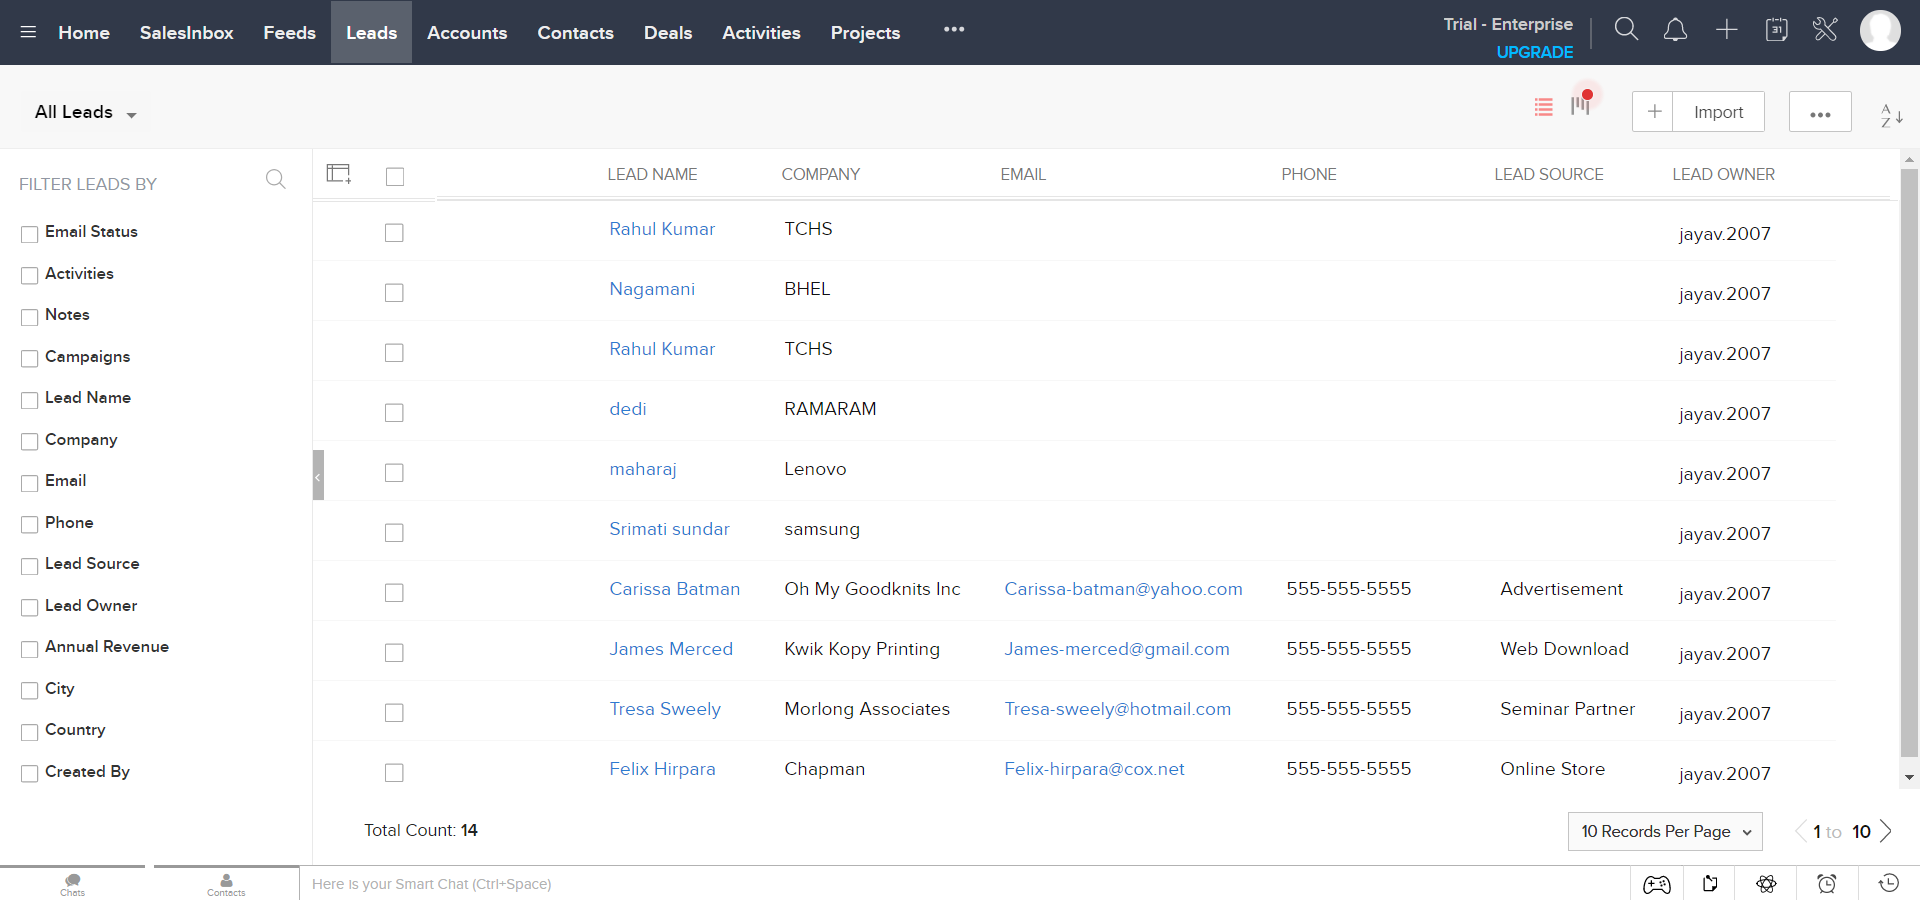 Home SalesInbox Feeds Leads Accounts Contacts Deals Activities Projects ••• Trial - Enterprise
UPGRADE
31
All Leads
+ Import ••• A
Z
FILTER LEADS BY
Email Status
Activities
Notes
Campaigns
Lead Name
Company
Email
Phone
Lead Source
Lead Owner
Annual Revenue
City
Country
Created By
LEAD NAME COMPANY EMAIL PHONE LEAD SOURCE LEAD OWNER
Rahul Kumar TCHS jayav.2007
Nagamani BHEL jayav.2007
Rahul Kumar TCHS jayav.2007
dedi RAMARAM jayav.2007
maharaj Lenovo jayav.2007
Srimati sundar samsung jayav.2007
Carissa Batman Oh My Goodknits Inc Carissa-batman@yahoo.com 555-555-5555 Advertisement jayav.2007
James Merced Kwik Kopy Printing James-merced@gmail.com 555-555-5555 Web Download jayav.2007
Tresa Sweely Morlong Associates Tresa-sweely@hotmail.com 555-555-5555 Seminar Partner jayav.2007
Felix Hirpara Chapman Felix-hirpara@cox.net 555-555-5555 Online Store jayav.2007
Total Count: 14
10 Records Per Page
1 to 10
Chats
Contacts
Here is your Smart Chat (Ctrl+Space)